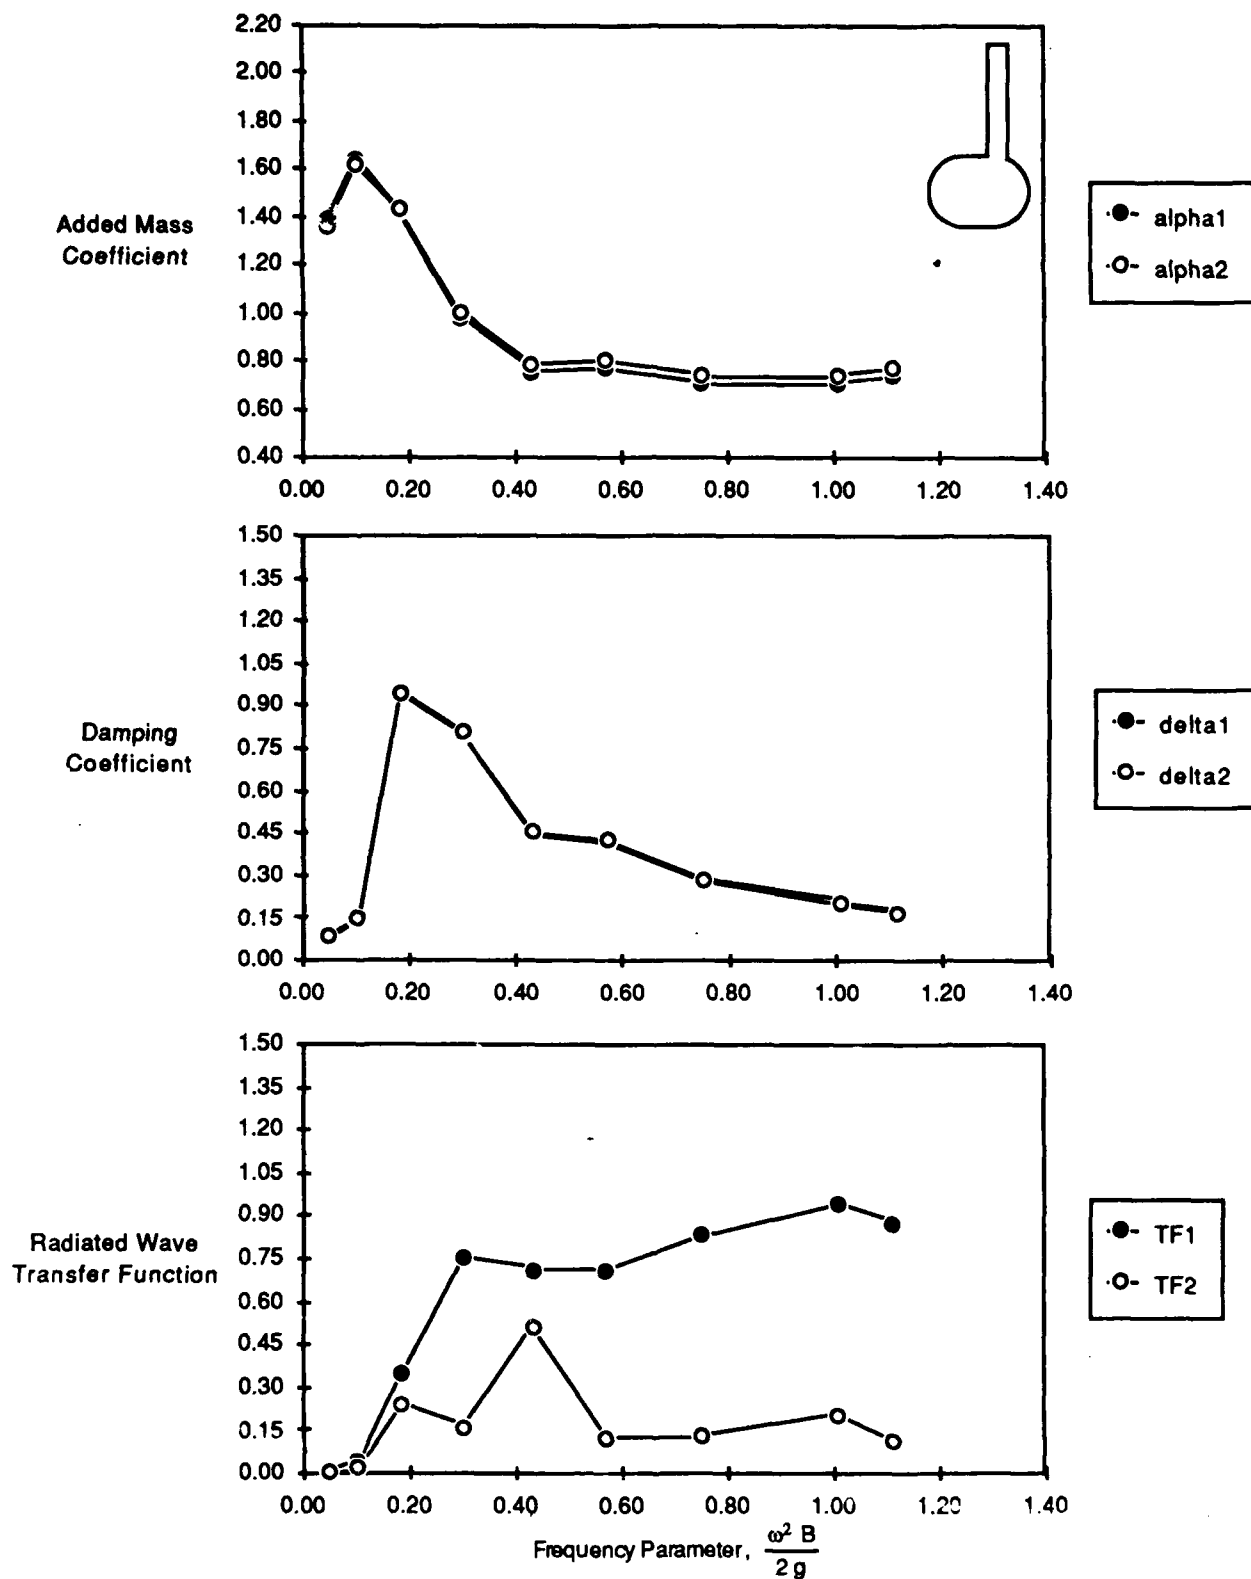 2.20
2.00
1.80
1.60
1.40
1.20
1.00
0.80
0.60
0.40
Added Mass
Coefficient
0.00 0.20 0.40 0.60 0.80 1.00 1.20 1.40
alpha1
alpha2
1.50
1.35
1.20
1.05
0.90
0.75
0.60
0.45
0.30
0.15
0.00
Damping
Coefficient
0.00 0.20 0.40 0.60 0.80 1.00 1.20 1.40
delta1
delta2
1.50
1.35
1.20
1.05
0.90
0.75
0.60
0.45
0.30
0.15
0.00
Radiated Wave
Transfer Function
0.00 0.20 0.40 0.60 0.80 1.00 1.20 1.40
TF1
TF2
Frequency Parameter, ω² B
2 g